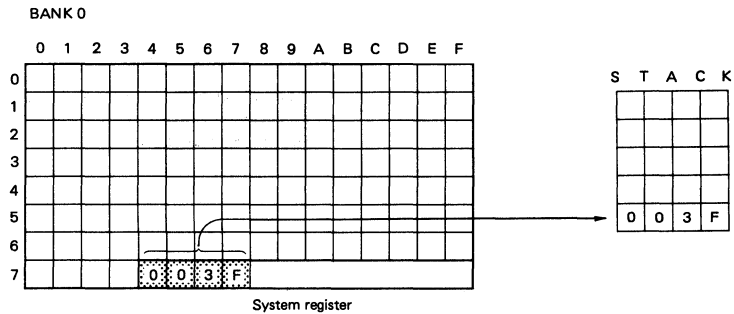 BANK 0
0 1 2 3 4 5 6 7 8 9 A B C D E F
S T A C K
0
1
2
3
4
5
0 0 3 F
6
7 0 0 3 F
System register